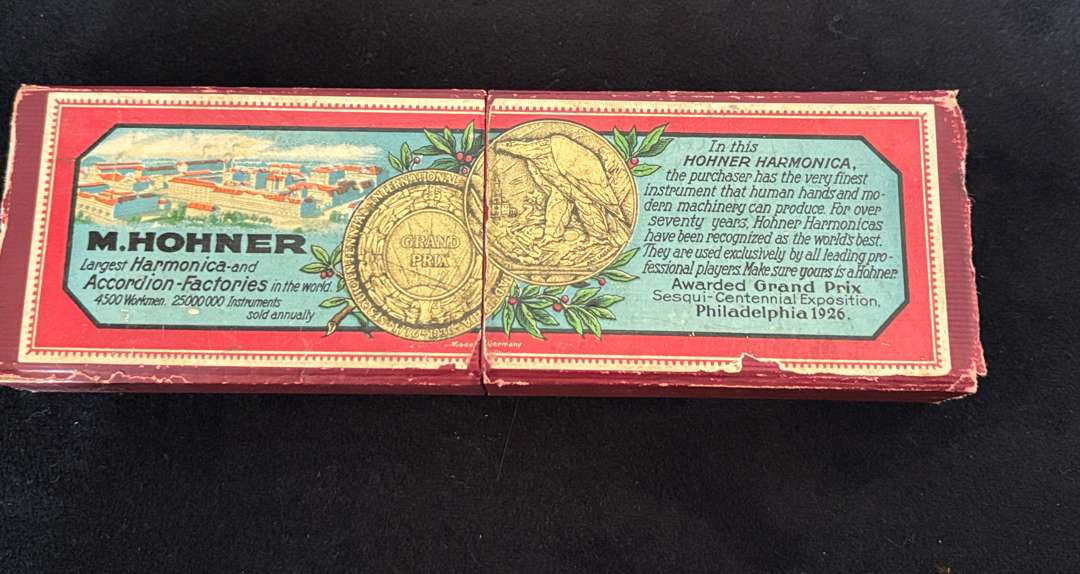 M. HOHNER
Largest Harmonica-and
Accordion-Factories in the world.
4500 Workmen. 25000000 Instruments
sold annually
INTERNATIONAL
GRAND
PRIX
Made Germany
In this
HOHNER HARMONICA,
the purchaser has the very finest
instrument that human hands and mo-
dern machinery can produce. For over
seventy years, Hohner Harmonicas
have been recognized as the world's best.
They are used exclusively by all leading pro-
fessional players. Make sure yours is a Hohner
Awarded Grand Prix
Sesqui-Centennial Exposition,
Philadelphia 1926.